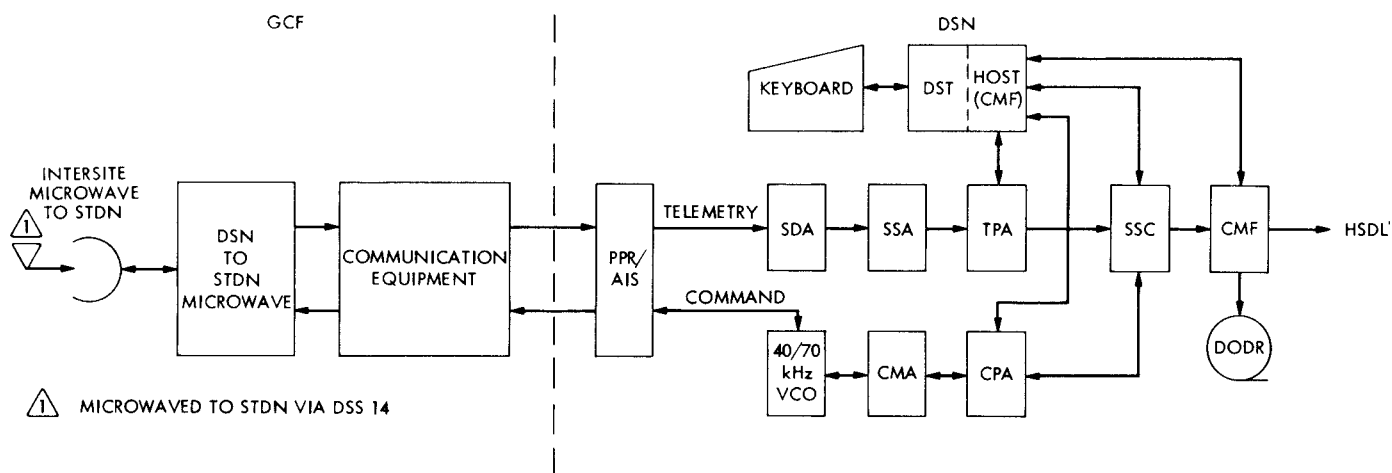 GCF
DSN
KEYBOARD
DST
HOST
(CMF)
INTERSITE
MICROWAVE
TO STDN
1
DSN
TO
STDN
MICROWAVE
COMMUNICATION
EQUIPMENT
PPR/
AIS
TELEMETRY
SDA
SSA
TPA
SSC
CMF
HSDL'
COMMAND
40/70
kHz
VCO
CMA
CPA
DODR
1 MICROWAVED TO STDN VIA DSS 14